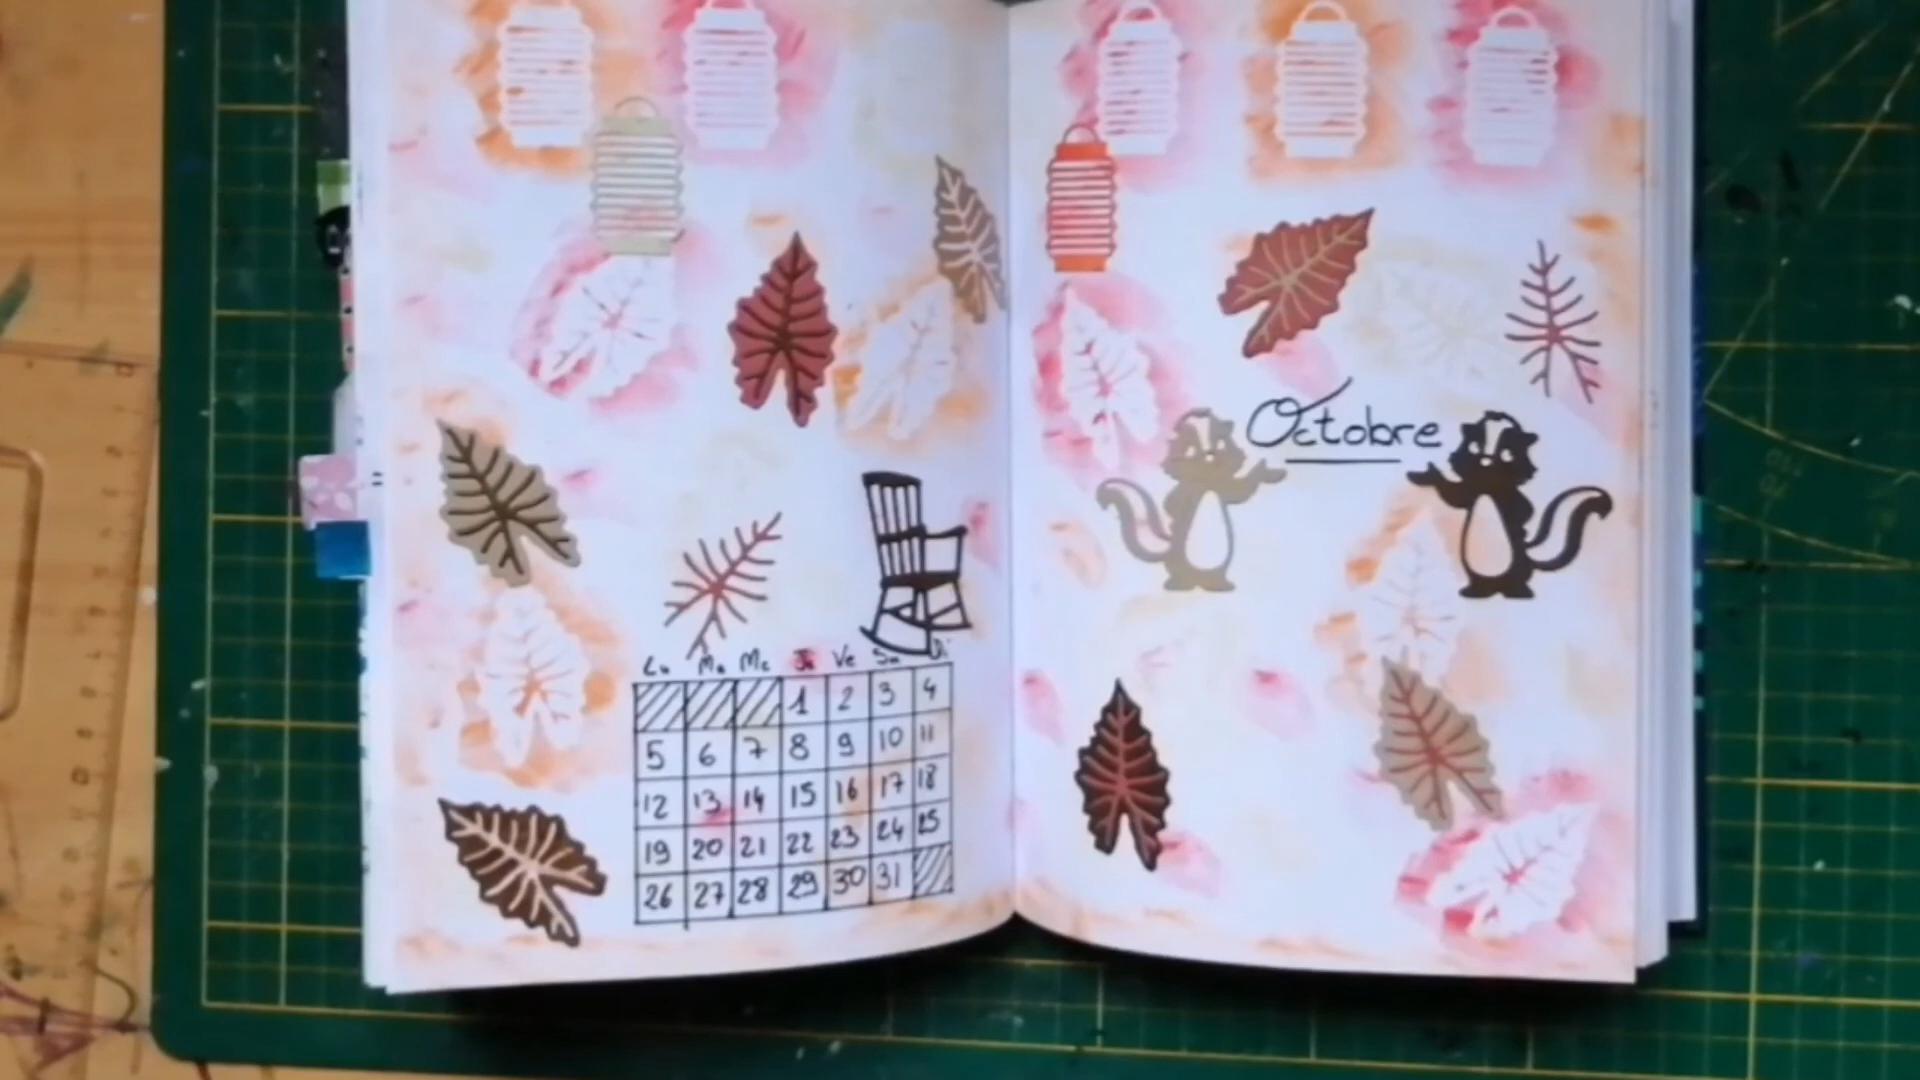 Octobre
Lu Ma Me Je Ve Sa Di
1 2 3 4
5 6 7 8 9 10 11
12 13 14 15 16 17 18
19 20 21 22 23 24 25
26 27 28 29 30 31